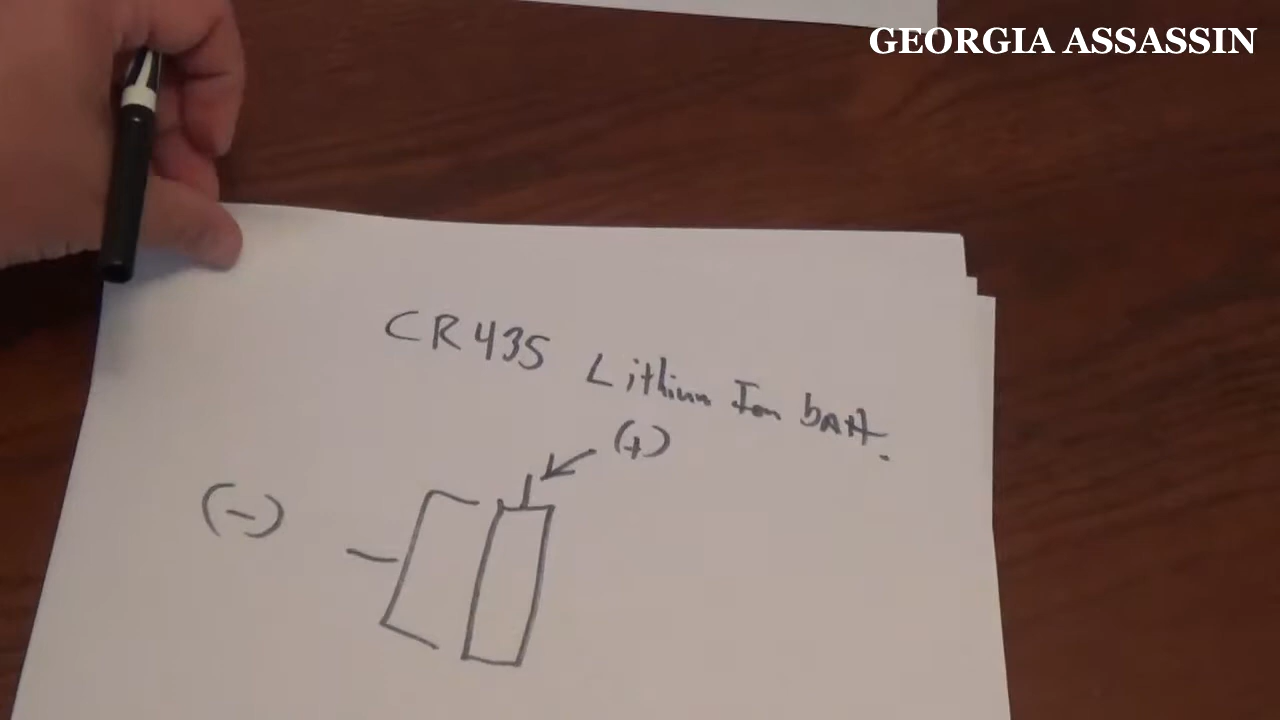 GEORGIA ASSASSIN
CR435 Lithium Ion bAtt.
(+)
(-)